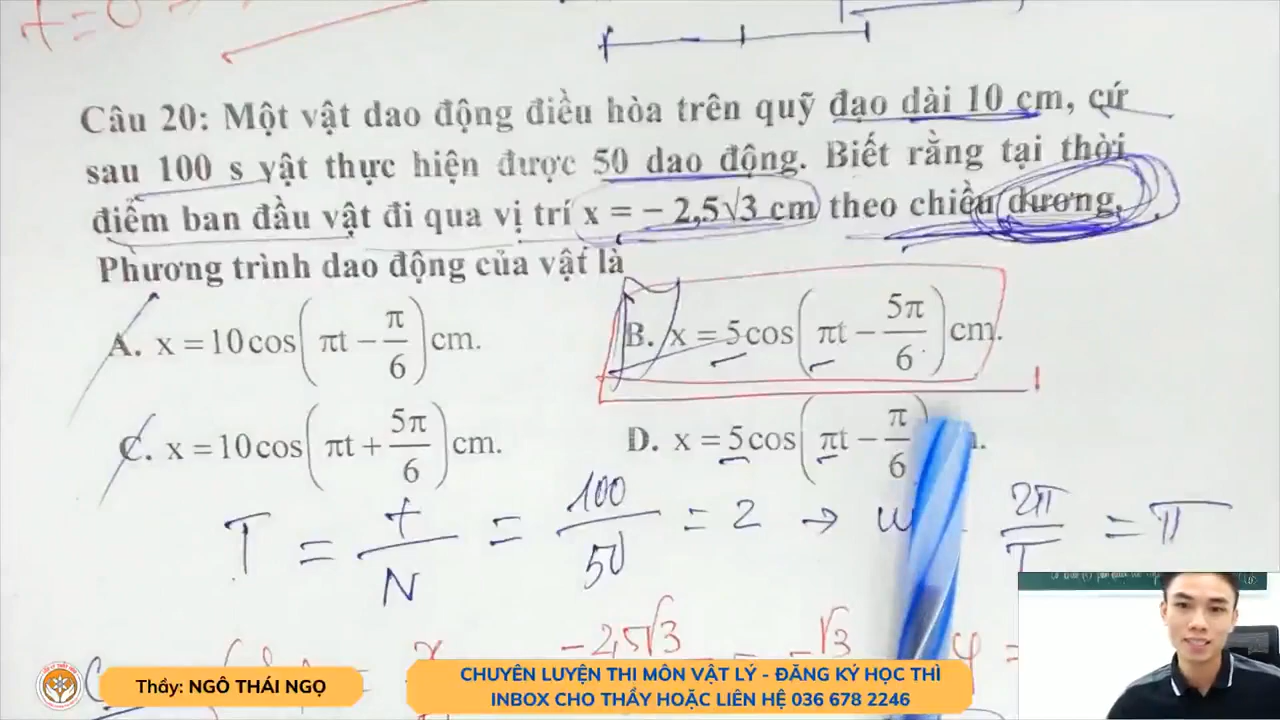 t = 0
Câu 20: Một vật dao động điều hòa trên quỹ đạo dài 10 cm, cứ
sau 100 s vật thực hiện được 50 dao động. Biết rằng tại thời
điểm ban đầu vật đi qua vị trí x = − 2,5√3 cm theo chiều dương.
Phương trình dao động của vật là
A. x = 10cos(πt − π/6) cm.
B. x = 5cos(πt − 5π/6) cm.
C. x = 10cos(πt + 5π/6) cm.
D. x = 5cos(πt − π/6)
T = t/N = 100/50 = 2 → = 2π/T = π
= −2,5√3 = −√3 φ =
Thầy: NGÔ THÁI NGỌ
CHUYÊN LUYỆN THI MÔN VẬT LÝ - ĐĂNG KÝ HỌC THÌ
INBOX CHO THẦY HOẶC LIÊN HỆ 036 678 2246